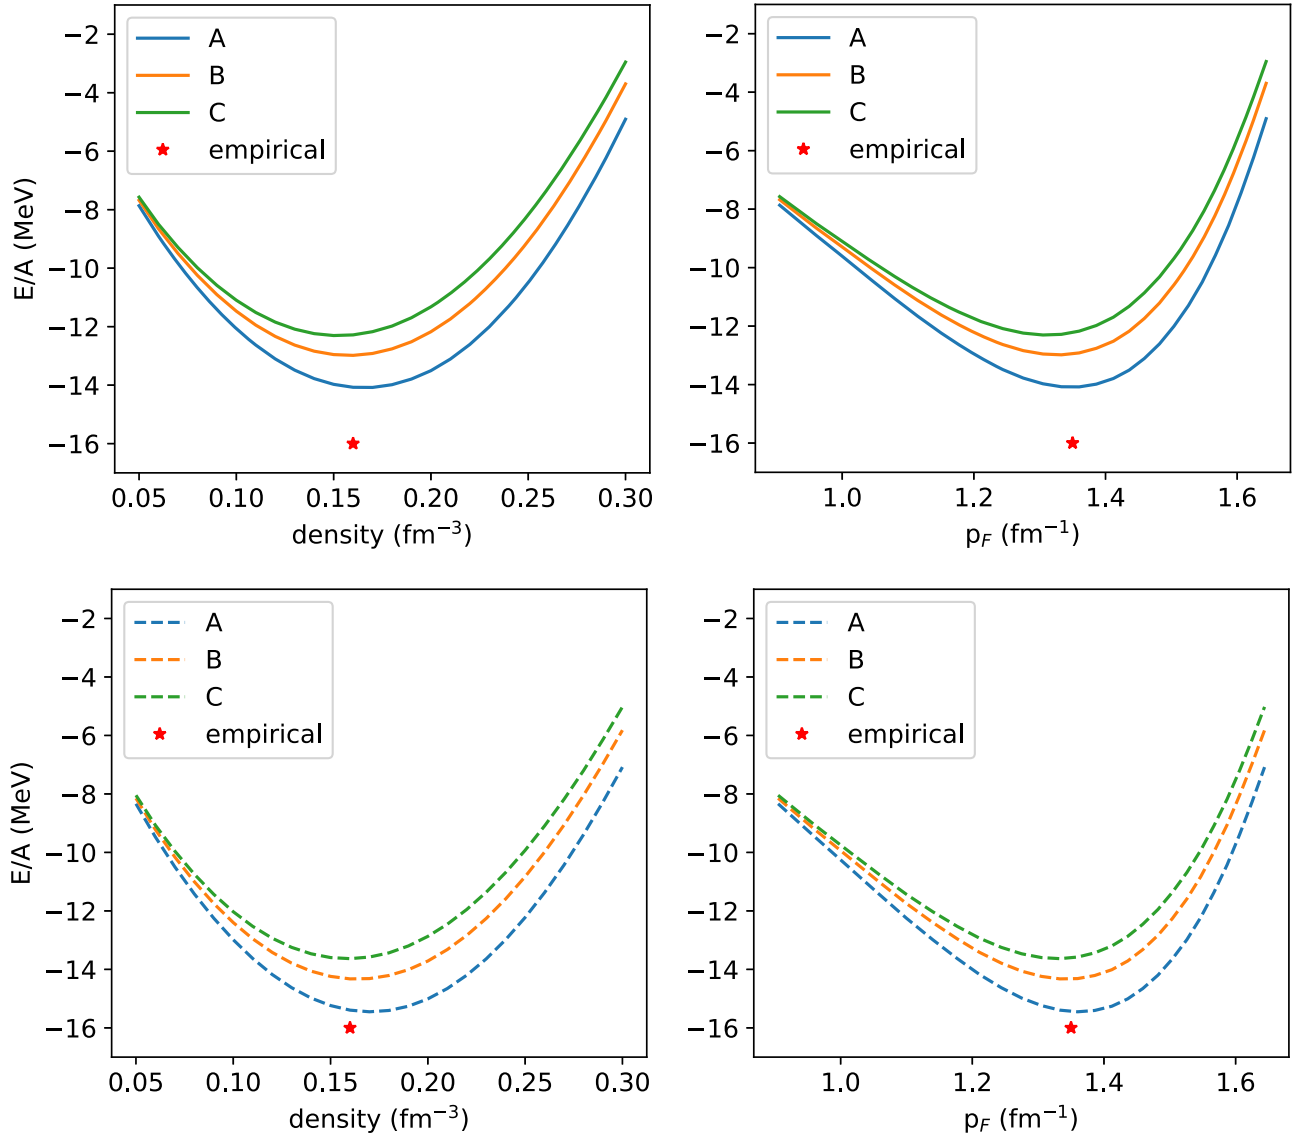 −2
−4
−6
−8
−10
−12
−14
−16
E/A (MeV)
A
B
C
empirical
0.05 0.10 0.15 0.20 0.25 0.30
density (fm⁻³)
−2
−4
−6
−8
−10
−12
−14
−16
A
B
C
empirical
1.0 1.2 1.4 1.6
p_F (fm⁻¹)
−2
−4
−6
−8
−10
−12
−14
−16
E/A (MeV)
A
B
C
empirical
0.05 0.10 0.15 0.20 0.25 0.30
density (fm⁻³)
−2
−4
−6
−8
−10
−12
−14
−16
A
B
C
empirical
1.0 1.2 1.4 1.6
p_F (fm⁻¹)